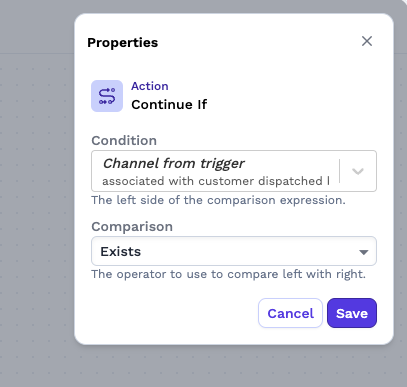 Properties
Action
Continue If
Condition
Channel from trigger
associated with customer dispatched
The left side of the comparison expression.
Comparison
Exists
The operator to use to compare left with right.
Cancel
Save